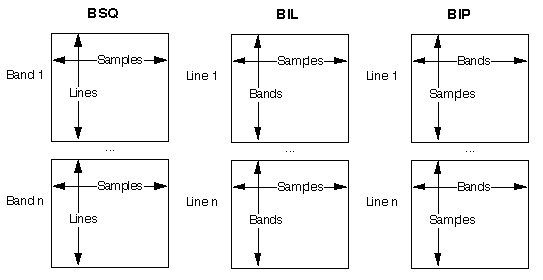 BSQ BIL BIP
Samples Samples Bands
Band 1 Line 1 Line 1
Lines Bands Samples
... ... ...
Samples Samples Bands
Band n Line n Line n
Lines Bands Samples